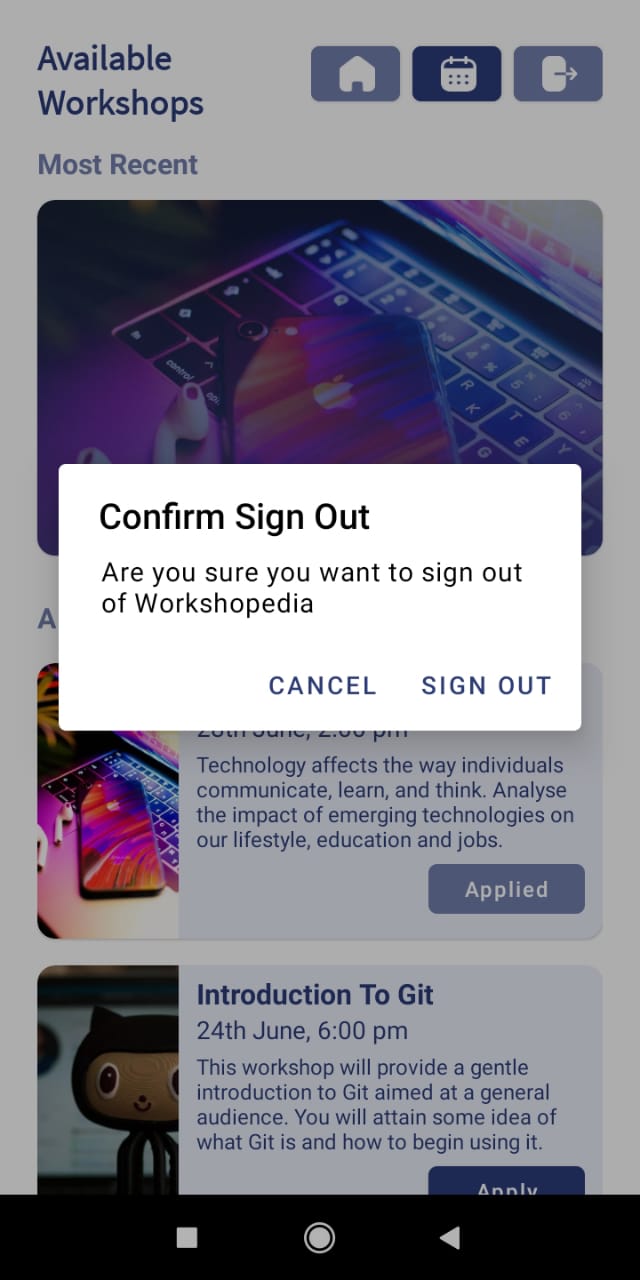 Available
Workshops
Most Recent
control
R
K
T
E
Y
G
Confirm Sign Out
Are you sure you want to sign out
of Workshopedia
A
CANCEL
SIGN OUT
June, 2:00 pm
Technology affects the way individuals
communicate, learn, and think. Analyse
the impact of emerging technologies on
our lifestyle, education and jobs.
Applied
Introduction To Git
24th June, 6:00 pm
This workshop will provide a gentle
introduction to Git aimed at a general
audience. You will attain some idea of
what Git is and how to begin using it.
Apply